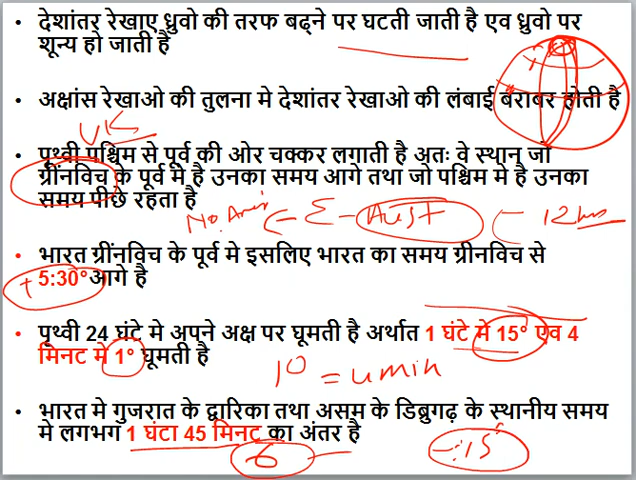 • देशांतर रेखाए ध्रुवो की तरफ बढ्ने पर घटती जाती है एव ध्रुवो पर
शून्य हो जाती है
• अक्षांस रेखाओ की तुलना मे देशांतर रेखाओ की लंबाई बराबर होती है
UK
• पृथ्वी पश्चिम से पूर्व की ओर चक्कर लगाती है अतः वे स्थान जो
ग्रींनविच के पूर्व मे है उनका समय आगे तथा जो पश्चिम मे है उनका
समय पीछे रहता है
E - AUST 12 hrs
• भारत ग्रींनविच के पूर्व मे इसलिए भारत का समय ग्रीनविच से
+ 5:30° आगे है
• पृथ्वी 24 घंटे मे अपने अक्ष पर घूमती है अर्थात 1 घंटे मे 15° एव 4
मिनट मे 1° घूमती है
1° = 4 min
• भारत मे गुजरात के द्वारिका तथा असम के डिब्रुगढ़ के स्थानीय समय
मे लगभग 1 घंटा 45 मिनट का अंतर है
6 15°